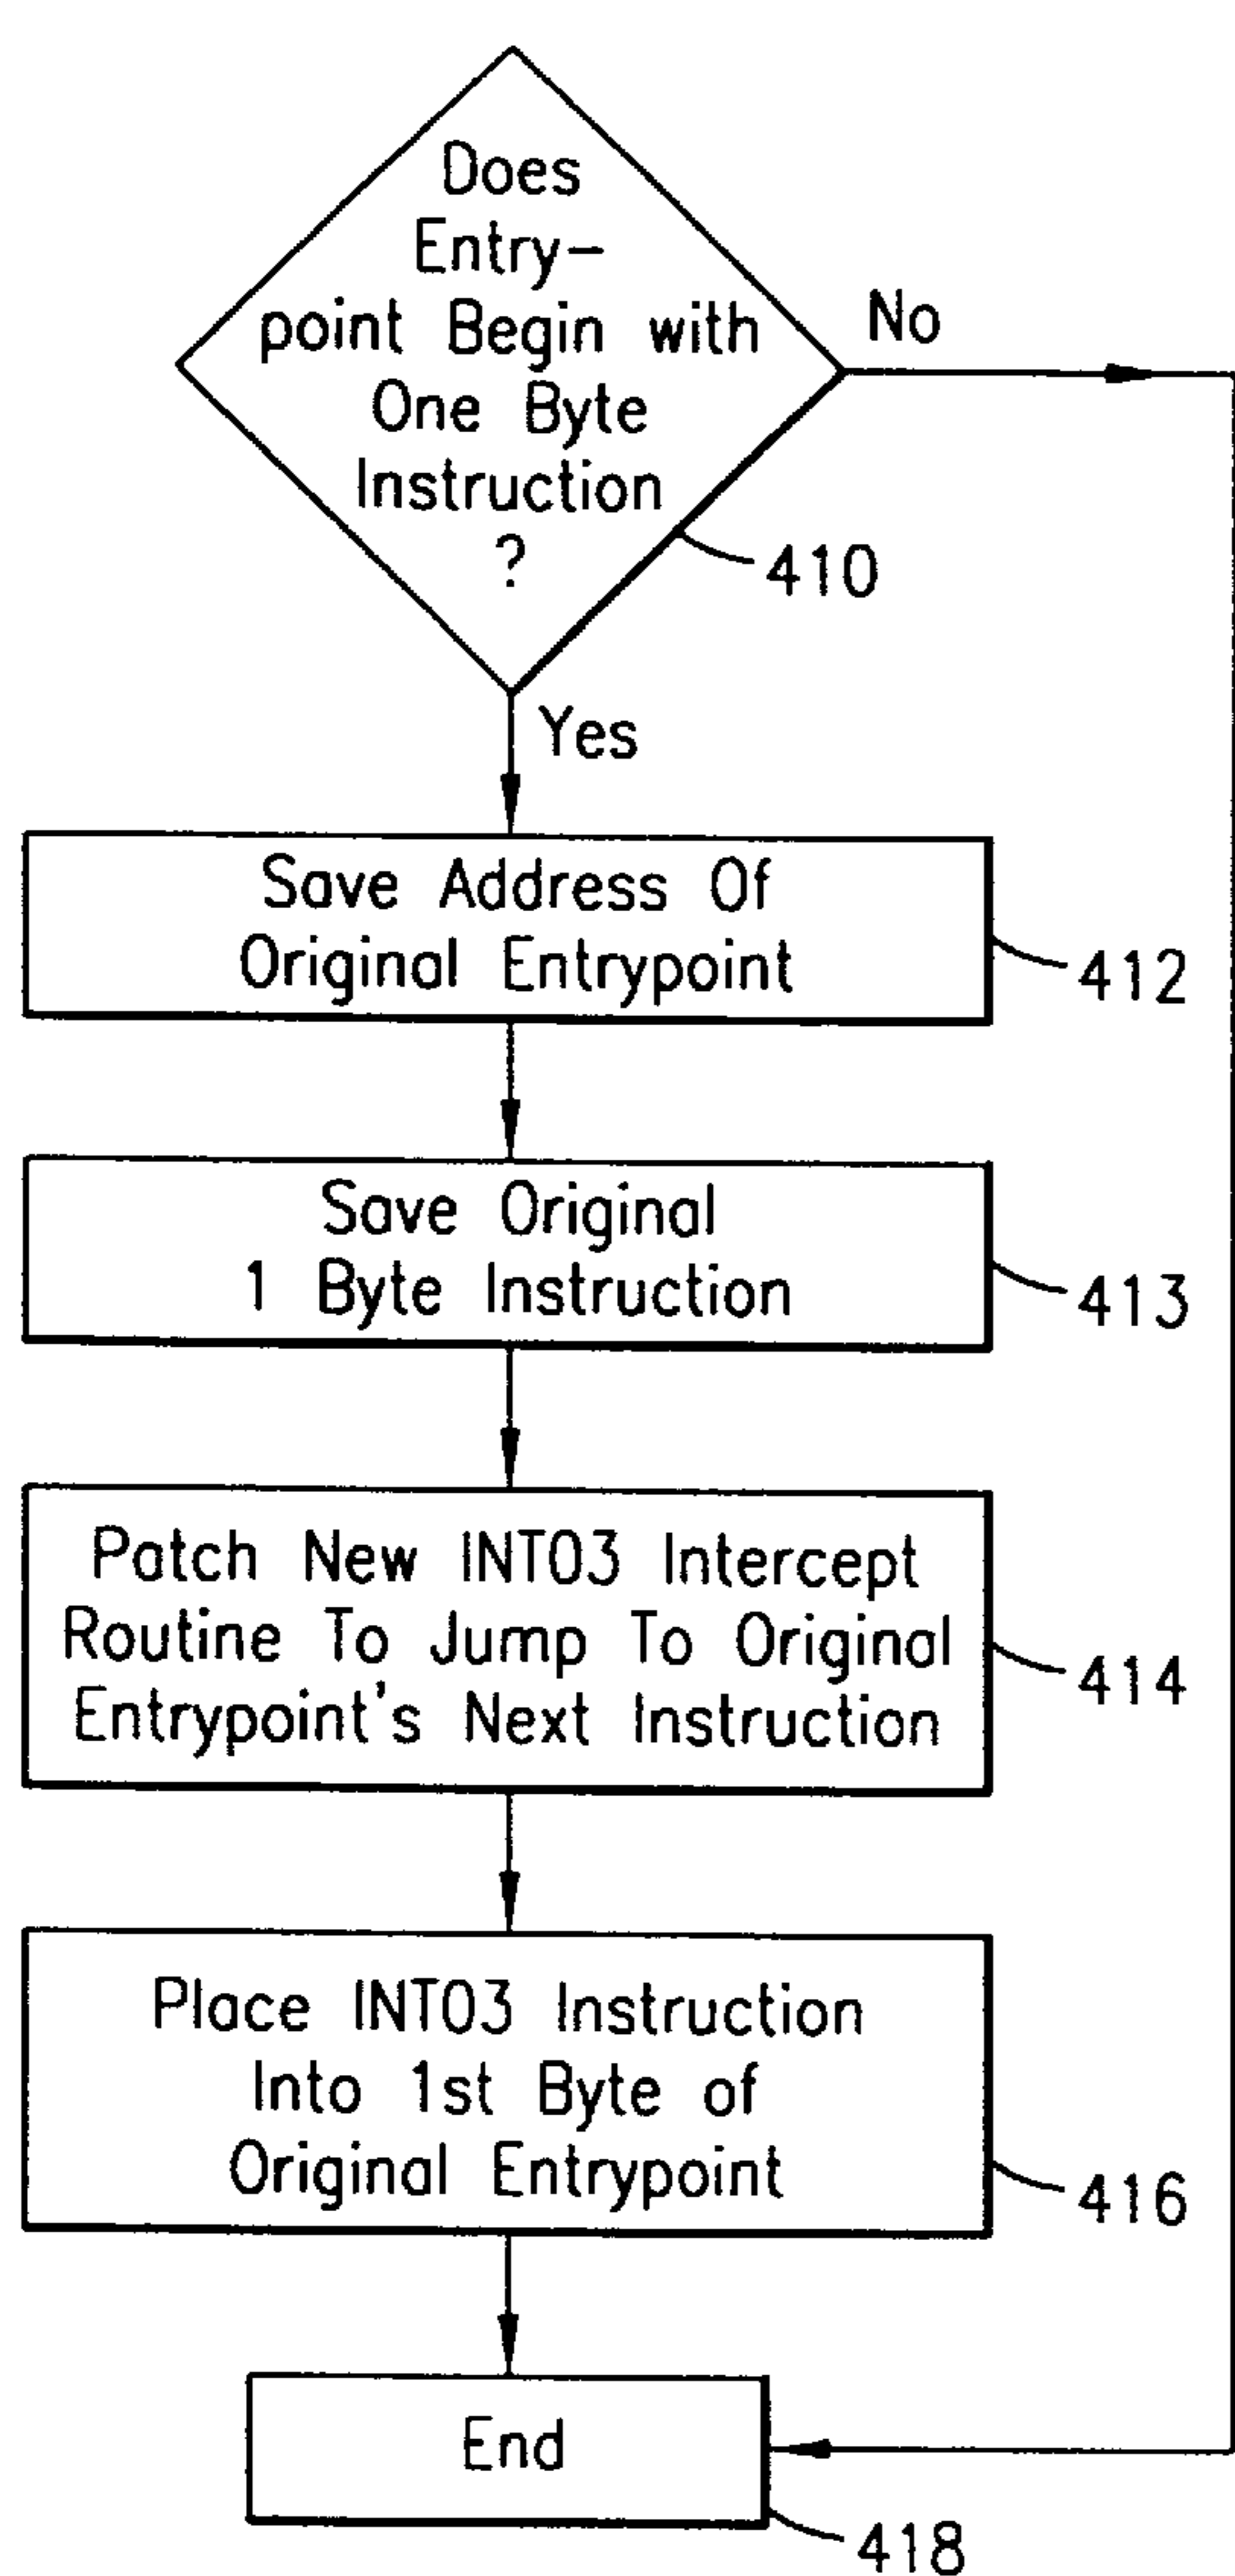 Does
Entry-
point Begin with
One Byte
Instruction
?
No
410
Yes
Save Address Of
Original Entrypoint
412
Save Original
1 Byte Instruction
413
Patch New INT03 Intercept
Routine To Jump To Original
Entrypoint's Next Instruction
414
Place INT03 Instruction
Into 1st Byte of
Original Entrypoint
416
End
418